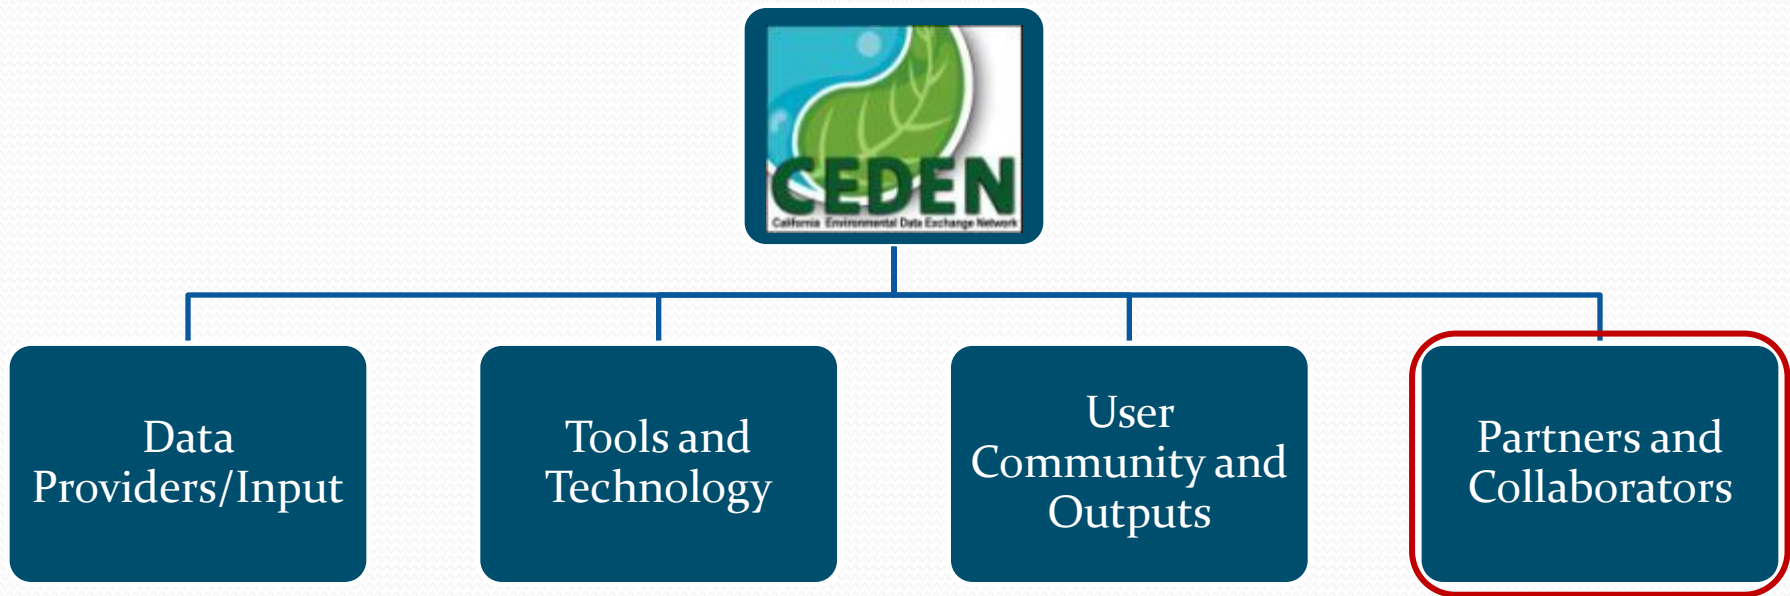 CEDEN
California Environmental Data Exchange Network
Data
Providers/Input
Tools and
Technology
User
Community and
Outputs
Partners and
Collaborators